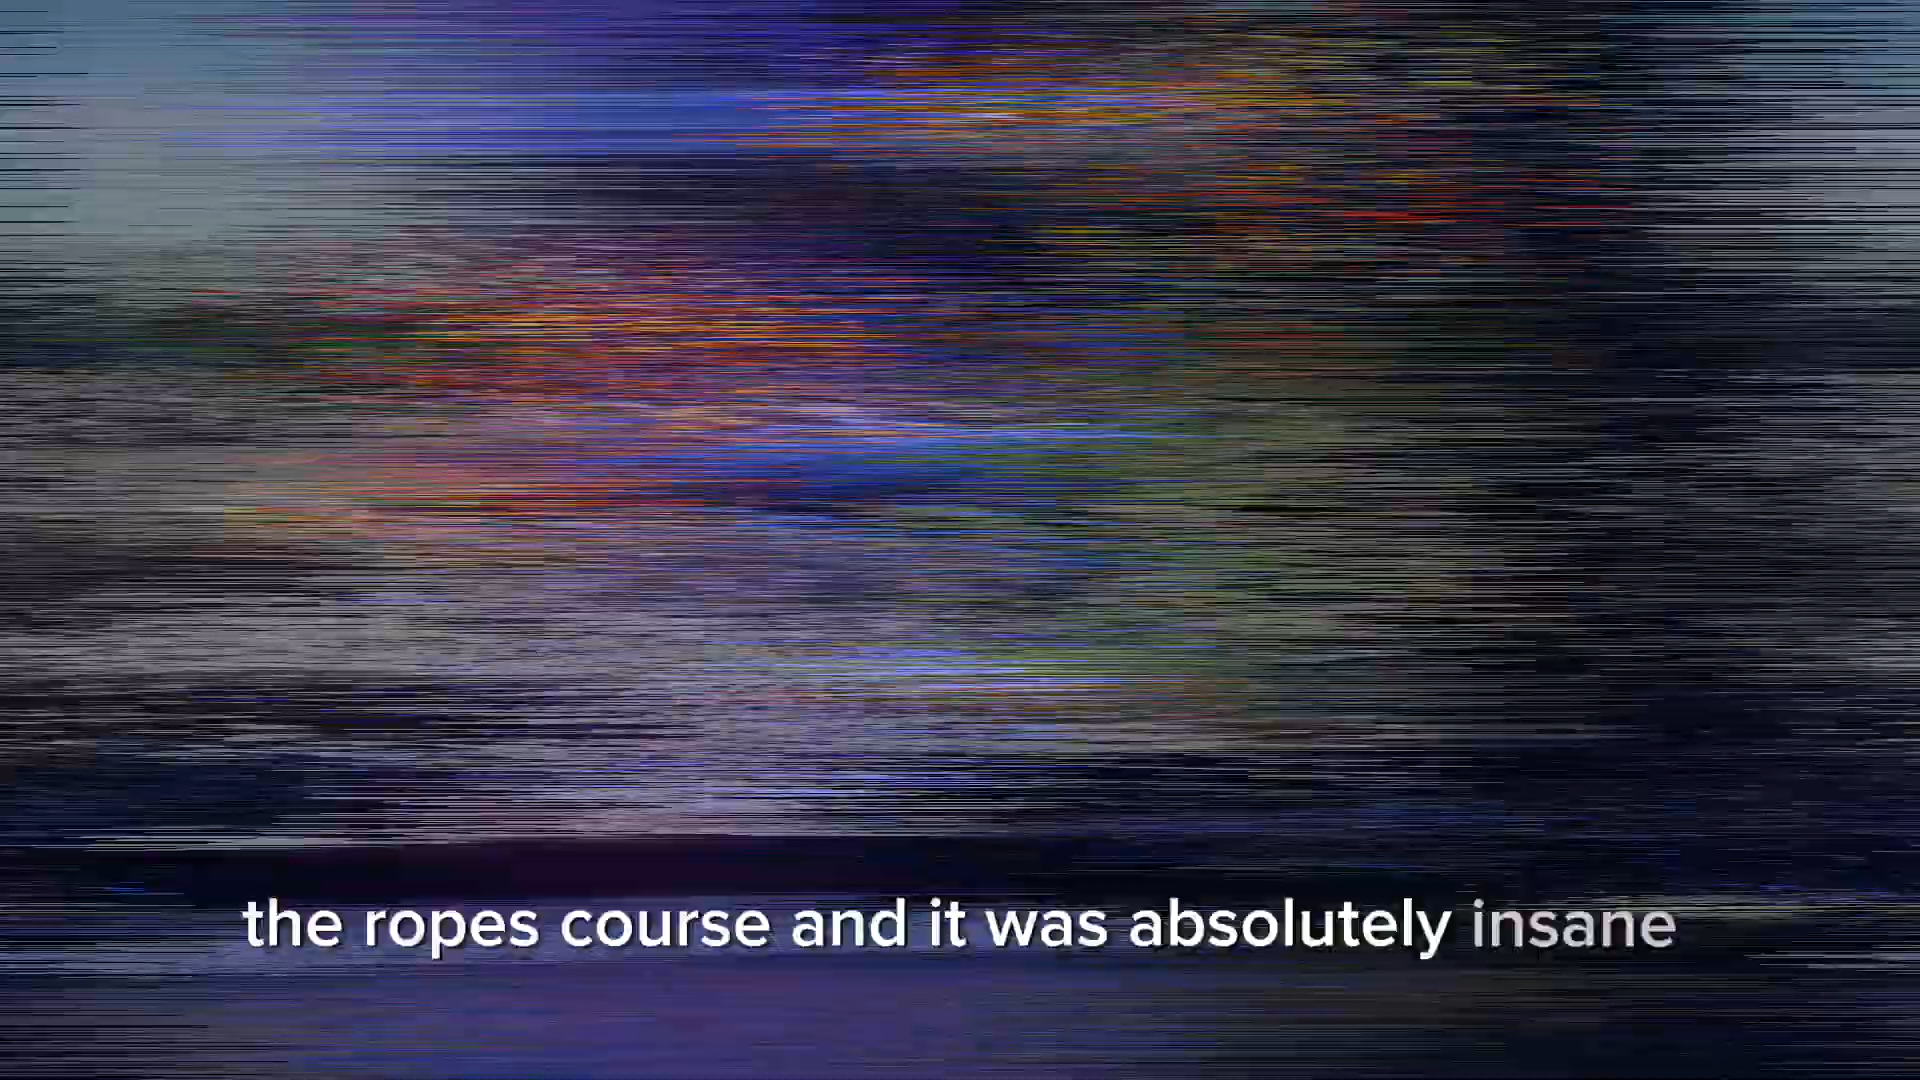 the ropes course and it was absolutely insane